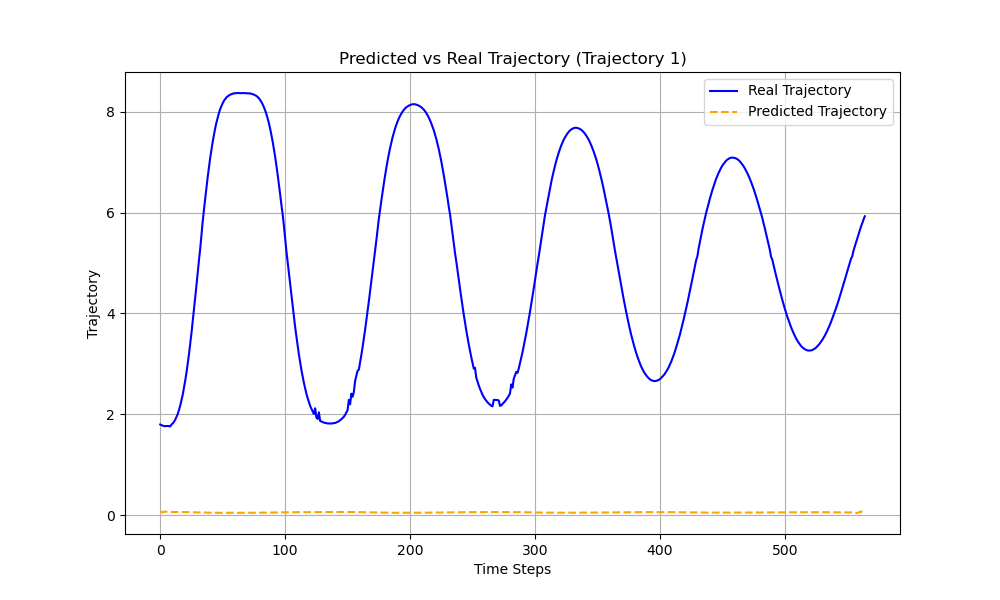 Predicted vs Real Trajectory (Trajectory 1)
Real Trajectory
Predicted Trajectory
Trajectory
8
6
4
2
0
0 100 200 300 400 500
Time Steps